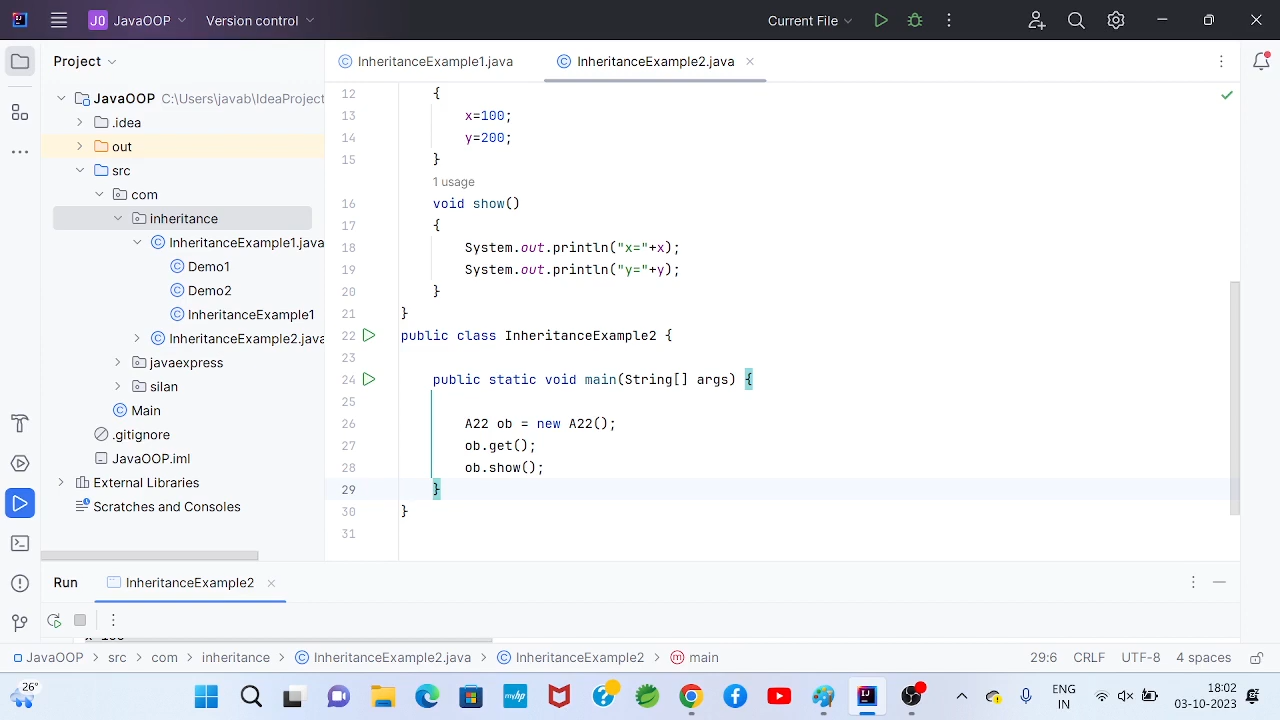 JO JavaOOP Version control Current File
Project
InheritanceExample1.java InheritanceExample2.java
JavaOOP C:\Users\javab\IdeaProject
.idea
out
src
com
inheritance
InheritanceExample1.java
Demo1
Demo2
InheritanceExample1
InheritanceExample2.java
javaexpress
silan
Main
.gitignore
JavaOOP.iml
External Libraries
Scratches and Consoles
12 {
13 x=100;
14 y=200;
15 }
1 usage
16 void show()
17 {
18 System.out.println("x="+x);
19 System.out.println("y="+y);
20 }
21 }
22 public class InheritanceExample2 {
23
24 public static void main(String[] args) {
25
26 A22 ob = new A22();
27 ob.get();
28 ob.show();
29 }
30 }
31
Run InheritanceExample2
JavaOOP > src > com > inheritance > InheritanceExample2.java > InheritanceExample2 > main
29:6 CRLF UTF-8 4 spaces
26°
myhp
ENG
IN
18:02
03-10-2023